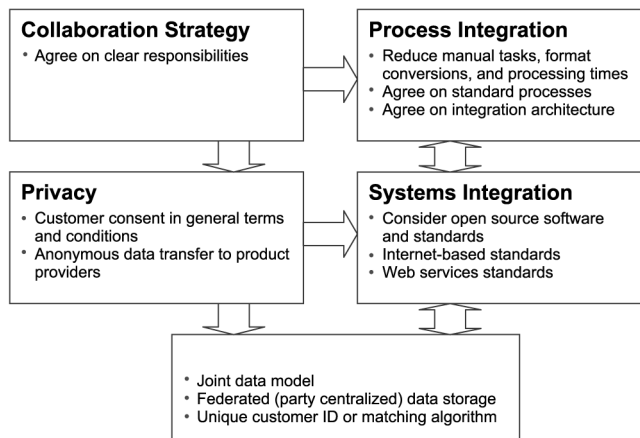 Collaboration Strategy
• Agree on clear responsibilities
Process Integration
• Reduce manual tasks, format
conversions, and processing times
• Agree on standard processes
• Agree on integration architecture
Privacy
• Customer consent in general terms
and conditions
• Anonymous data transfer to product
providers
Systems Integration
• Consider open source software
and standards
• Internet-based standards
• Web services standards
• Joint data model
• Federated (party centralized) data storage
• Unique customer ID or matching algorithm